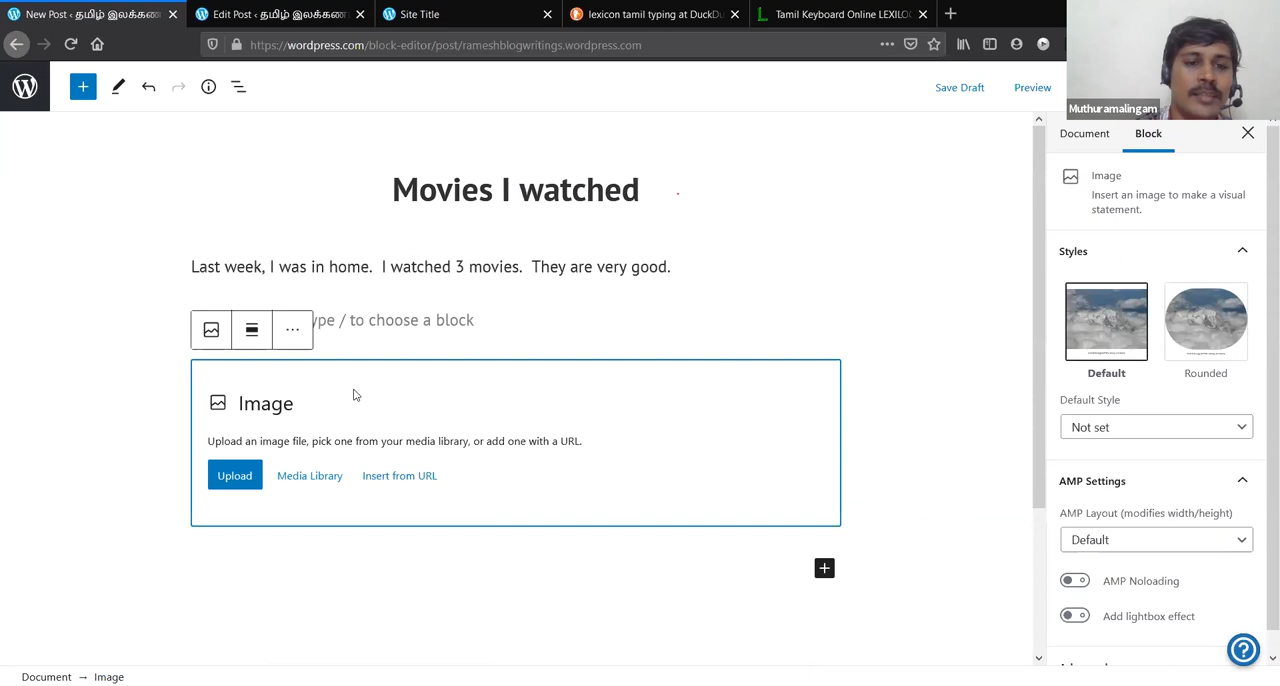 New Post ‹ தமிழ் இலக்கண
Edit Post ‹ தமிழ் இலக்கண
Site Title
lexicon tamil typing at DuckDu
Tamil Keyboard Online LEXILO
https://wordpress.com/block-editor/post/rameshblogwritings.wordpress.com
Save Draft
Preview
Muthuramalingam
Document
Block
Movies I watched
Image
Insert an image to make a visual
statement.
Last week, I was in home. I watched 3 movies. They are very good.
Styles
ype / to choose a block
Default
Rounded
Image
Default Style
Not set
Upload an image file, pick one from your media library, or add one with a URL.
Upload
Media Library
Insert from URL
AMP Settings
AMP Layout (modifies width/height)
Default
AMP Noloading
Add lightbox effect
Document → Image